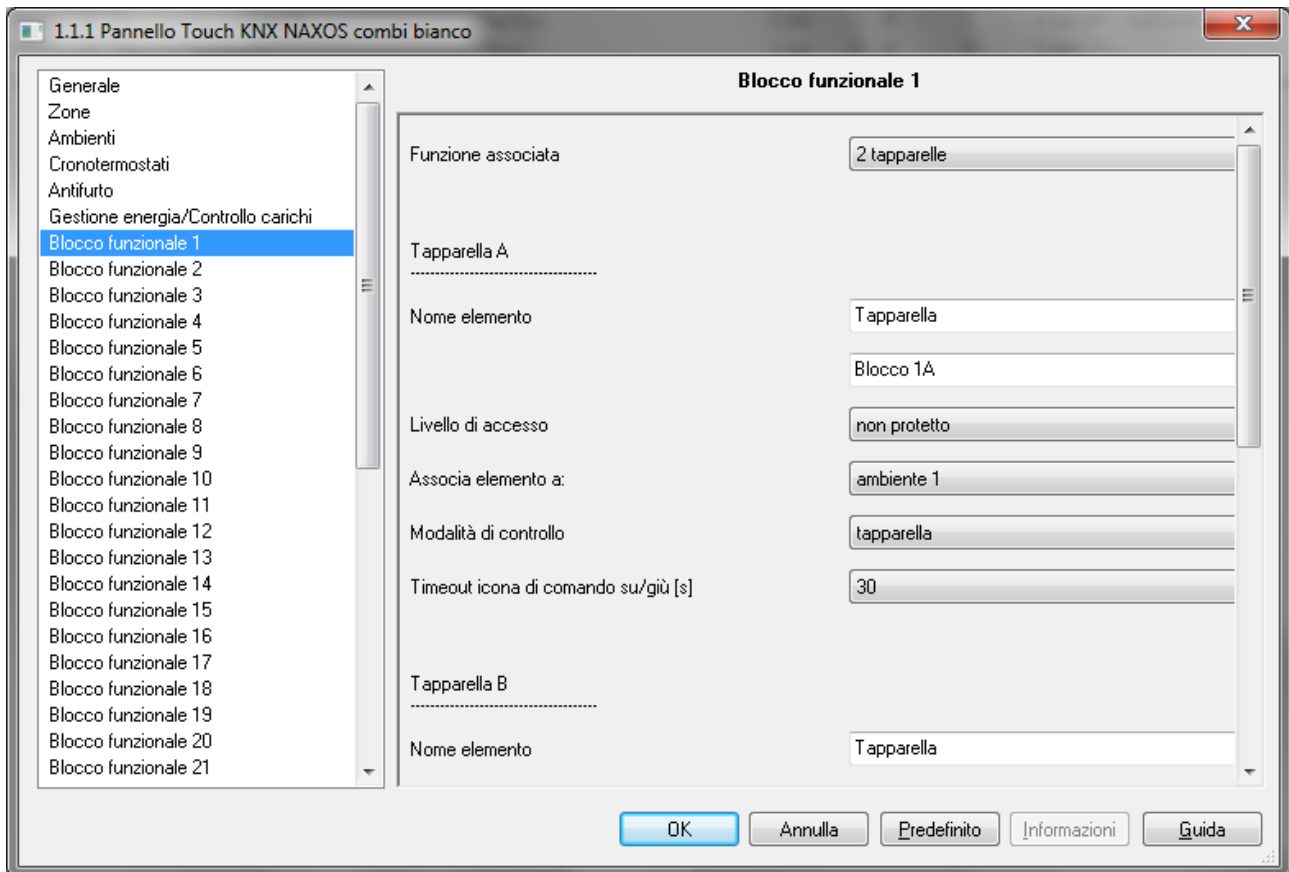 1.1.1 Pannello Touch KNX NAXOS combi bianco
Generale
Zone
Ambienti
Cronotermostati
Antifurto
Gestione energia/Controllo carichi
Blocco funzionale 1
Blocco funzionale 2
Blocco funzionale 3
Blocco funzionale 4
Blocco funzionale 5
Blocco funzionale 6
Blocco funzionale 7
Blocco funzionale 8
Blocco funzionale 9
Blocco funzionale 10
Blocco funzionale 11
Blocco funzionale 12
Blocco funzionale 13
Blocco funzionale 14
Blocco funzionale 15
Blocco funzionale 16
Blocco funzionale 17
Blocco funzionale 18
Blocco funzionale 19
Blocco funzionale 20
Blocco funzionale 21
Blocco funzionale 1
Funzione associata 2 tapparelle
Tapparella A
--------------------------------------
Nome elemento Tapparella
Blocco 1A
Livello di accesso non protetto
Associa elemento a: ambiente 1
Modalità di controllo tapparella
Timeout icona di comando su/giù [s] 30
Tapparella B
--------------------------------------
Nome elemento Tapparella
OK Annulla Predefinito Informazioni Guida